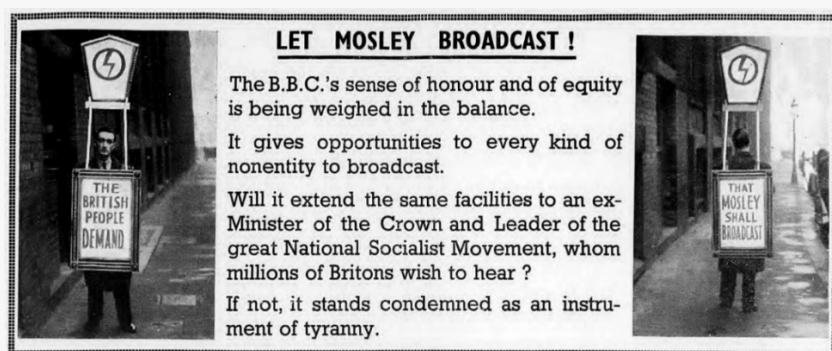 LET MOSLEY BROADCAST !
The B.B.C.'s sense of honour and of equity
is being weighed in the balance.
It gives opportunities to every kind of
nonentity to broadcast.
Will it extend the same facilities to an ex-
Minister of the Crown and Leader of the
great National Socialist Movement, whom
millions of Britons wish to hear ?
If not, it stands condemned as an instru-
ment of tyranny.
THE
BRITISH
PEOPLE
DEMAND
THAT
MOSLEY
SHALL
BROADCAST